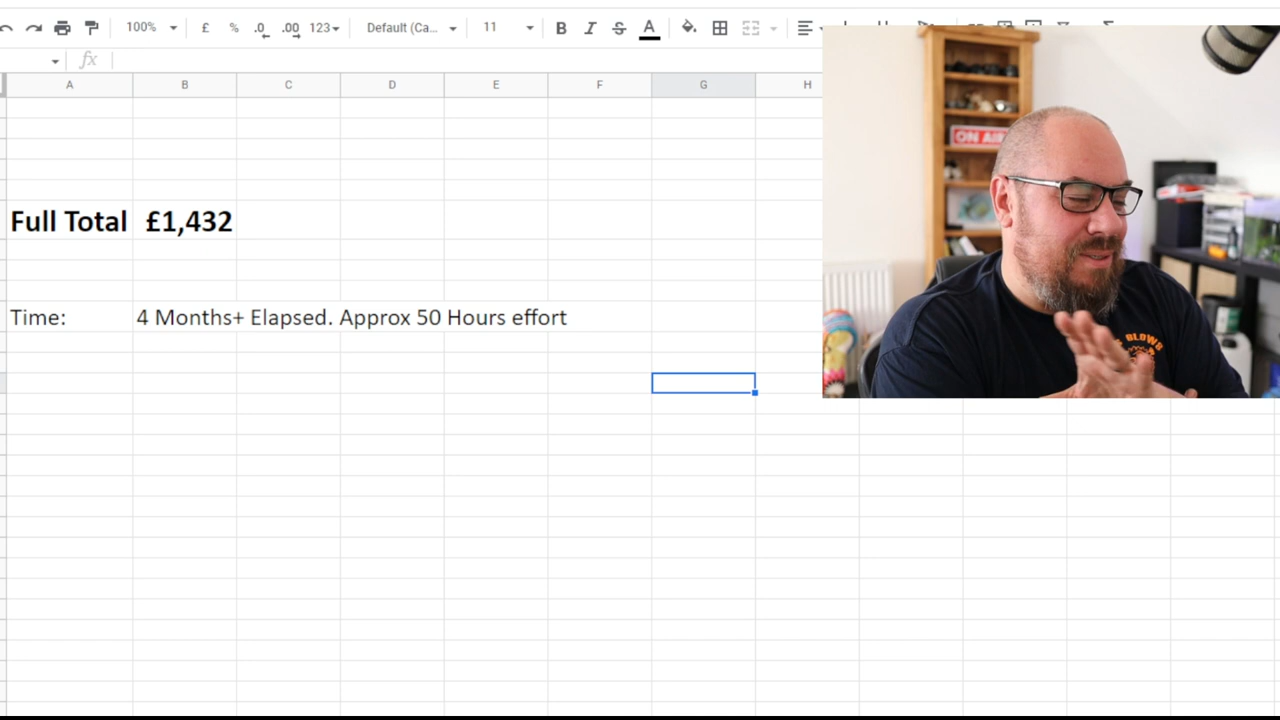 100% £ % .0 .00 123 Default (Ca... 11 B I S A
fx
A B C D E F G H
Full Total £1,432
Time: 4 Months+ Elapsed. Approx 50 Hours effort
ON AIR
BLOWS